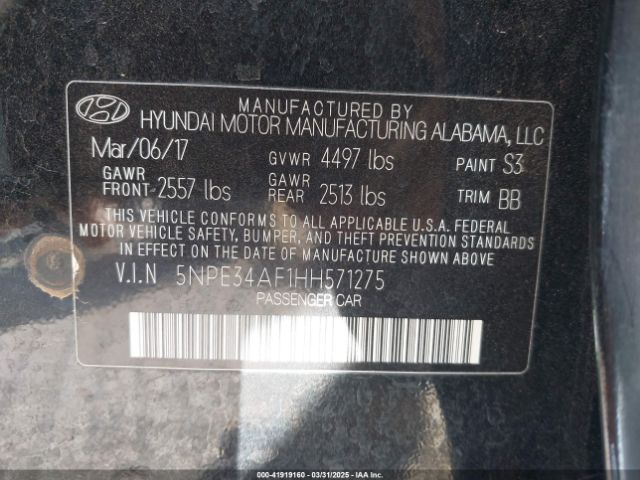 MANUFACTURED BY
HYUNDAI MOTOR MANUFACTURING ALABAMA, LLC
Mar/06/17 GVWR 4497 lbs PAINT S3
GAWR FRONT 2557 lbs GAWR REAR 2513 lbs TRIM BB
THIS VEHICLE CONFORMS TO ALL APPLICABLE U.S.A. FEDERAL
MOTOR VEHICLE SAFETY, BUMPER, AND THEFT PREVENTION STANDARDS
IN EFFECT ON THE DATE OF MANUFACTURE SHOWN ABOVE.
V.I.N 5NPE34AF1HH571275
PASSENGER CAR
000-41919160 - 03/31/2025 - IAA Inc.